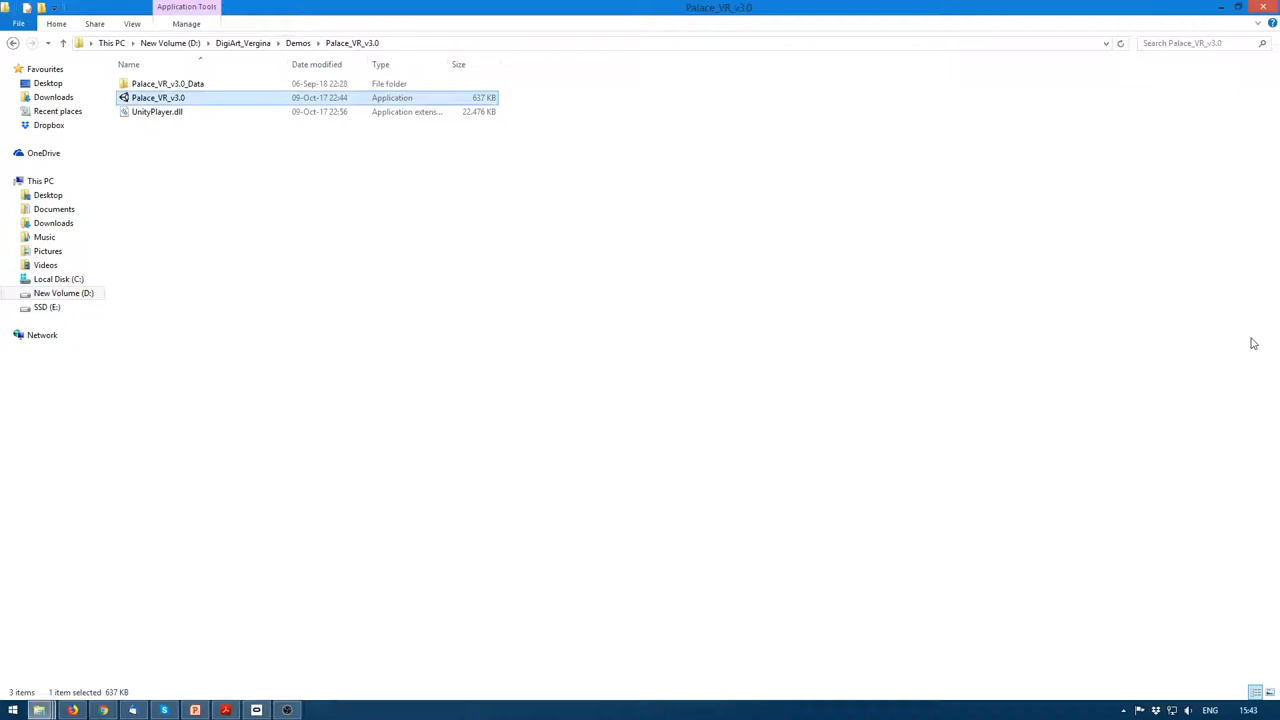 Application Tools
Palace_VR_v3.0
File Home Share View Manage
This PC New Volume (D:) DigiArt_Vergina Demos Palace_VR_v3.0
Search Palace_VR_v3.0
Name Date modified Type Size
Palace_VR_v3.0_Data 06-Sep-18 22:28 File folder
Palace_VR_v3.0 09-Oct-17 22:44 Application 637 KB
UnityPlayer.dll 09-Oct-17 22:56 Application extens... 22,476 KB
Favourites
Desktop
Downloads
Recent places
Dropbox
OneDrive
This PC
Desktop
Documents
Downloads
Music
Pictures
Videos
Local Disk (C:)
New Volume (D:)
SSD (E:)
Network
3 items 1 item selected 637 KB
ENG 15:43